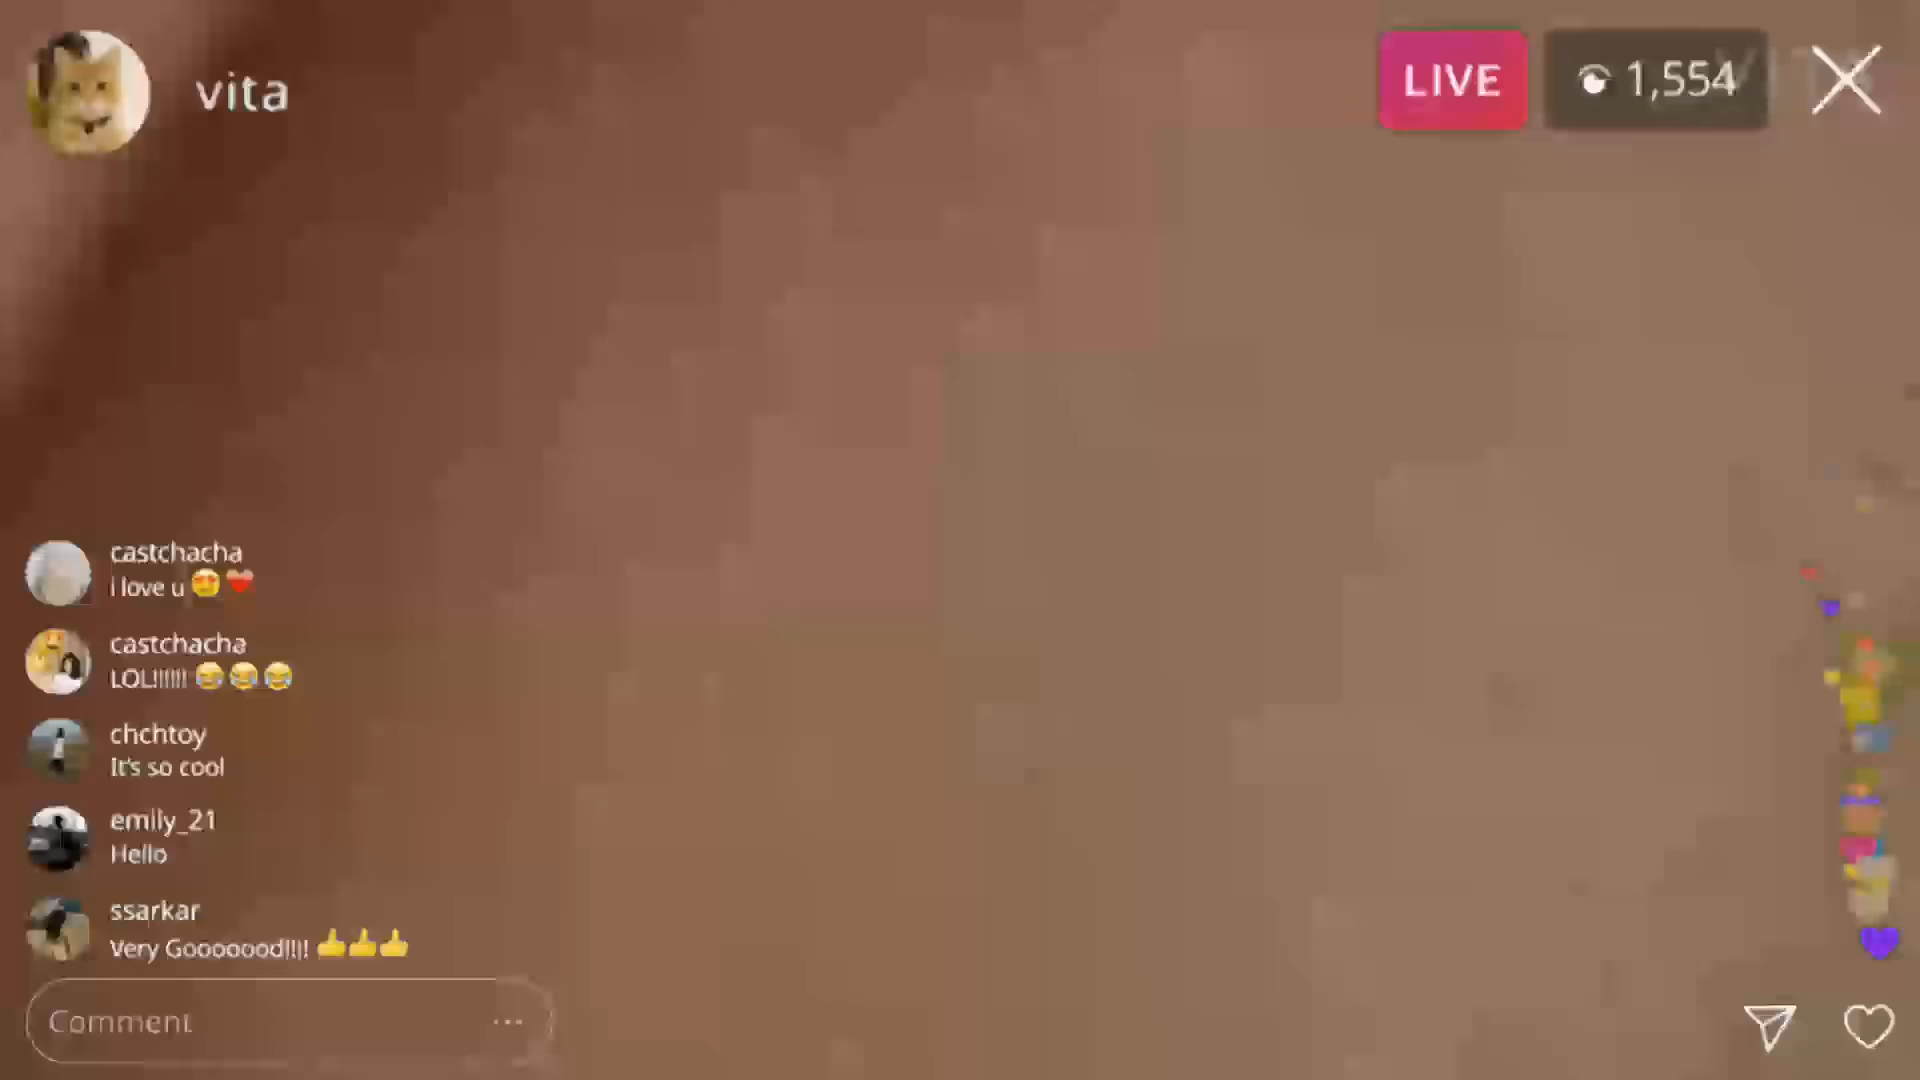 vita
LIVE
1,554
castchacha
i love u 😍❤️
castchacha
LOL!!!!!! 😂😂😂
chchtoy
It's so cool
emily_21
Hello
ssarkar
Very Gooooood!!!! 👍👍👍
Comment